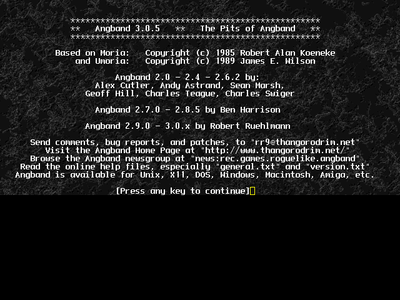 **************************************************
** Angband 3.0.5 ** The Pits of Angband **
**************************************************
Based on Moria: Copyright (c) 1985 Robert Alan Koeneke
and Umoria: Copyright (c) 1989 James E. Wilson
Angband 2.0 - 2.4 - 2.6.2 by:
Alex Cutler, Andy Astrand, Sean Marsh,
Geoff Hill, Charles Teague, Charles Swiger
Angband 2.7.0 - 2.8.5 by Ben Harrison
Angband 2.9.0 - 3.0.x by Robert Ruehlmann
Send comments, bug reports, and patches, to "rr9@thangorodrim.net"
Visit the Angband Home Page at "http://www.thangorodrim.net/"
Browse the Angband newsgroup at "news:rec.games.roguelike.angband"
Read the online help files, especially "general.txt" and "version.txt"
Angband is available for Unix, X11, DOS, Windows, Macintosh, Amiga, etc.
[Press any key to continue]